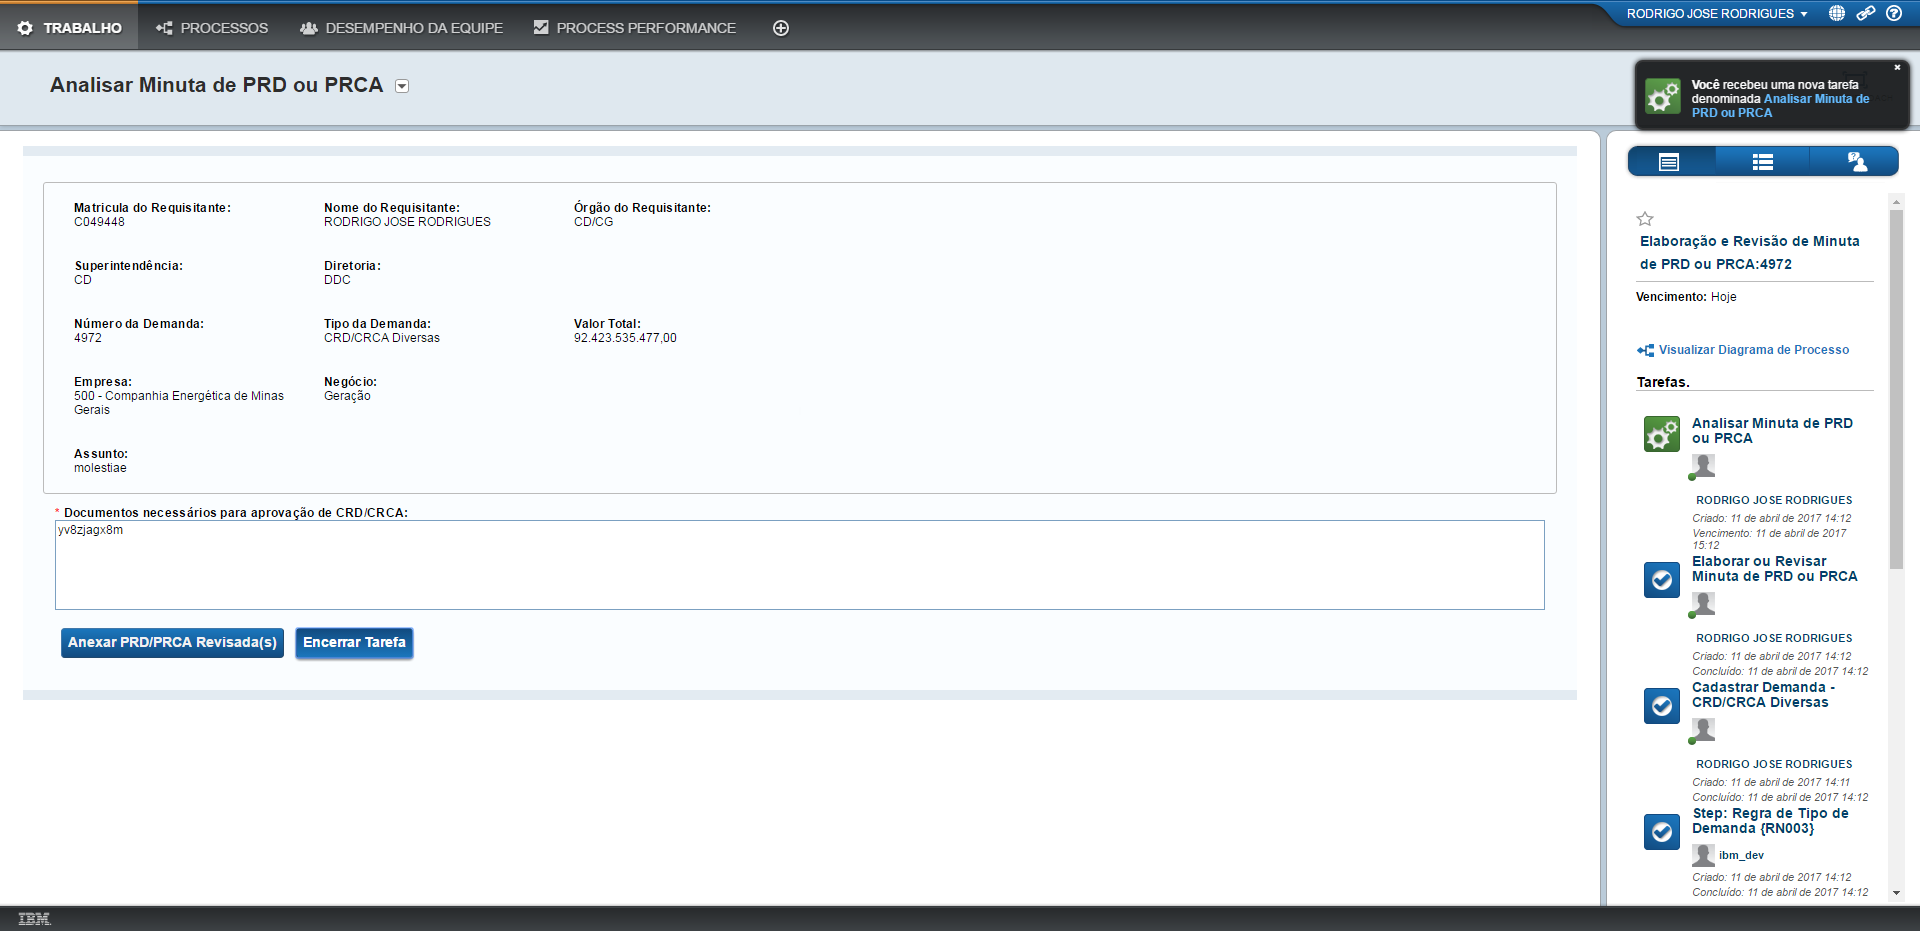 TRABALHO
PROCESSOS
DESEMPENHO DA EQUIPE
PROCESS PERFORMANCE
RODRIGO JOSE RODRIGUES
Analisar Minuta de PRD ou PRCA
Você recebeu uma nova tarefa
denominada Analisar Minuta de
PRD ou PRCA
Matricula do Requisitante:
C049448
Nome do Requisitante:
RODRIGO JOSE RODRIGUES
Órgão do Requisitante:
CD/CG
Superintendência:
CD
Diretoria:
DDC
Número da Demanda:
4972
Tipo da Demanda:
CRD/CRCA Diversas
Valor Total:
92.423.535.477,00
Empresa:
500 - Companhia Energética de Minas
Gerais
Negócio:
Geração
Assunto:
molestiae
* Documentos necessários para aprovação de CRD/CRCA:
yv8zjagx8m
Anexar PRD/PRCA Revisada(s)
Encerrar Tarefa
Elaboração e Revisão de Minuta
de PRD ou PRCA:4972
Vencimento: Hoje
Visualizar Diagrama de Processo
Tarefas.
Analisar Minuta de PRD
ou PRCA
RODRIGO JOSE RODRIGUES
Criado: 11 de abril de 2017 14:12
Vencimento: 11 de abril de 2017
15:12
Elaborar ou Revisar
Minuta de PRD ou PRCA
RODRIGO JOSE RODRIGUES
Criado: 11 de abril de 2017 14:12
Concluído: 11 de abril de 2017 14:12
Cadastrar Demanda -
CRD/CRCA Diversas
RODRIGO JOSE RODRIGUES
Criado: 11 de abril de 2017 14:11
Concluído: 11 de abril de 2017 14:12
Step: Regra de Tipo de
Demanda {RN003}
ibm_dev
Criado: 11 de abril de 2017 14:12
Concluído: 11 de abril de 2017 14:12
IBM.